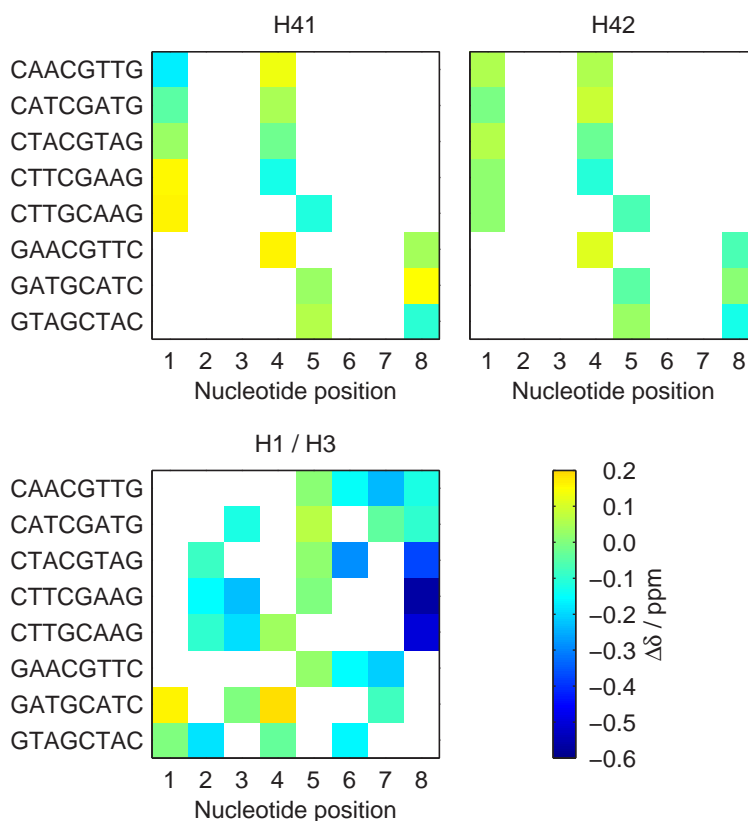 H41
H42
CAACGTTG
CATCGATG
CTACGTAG
CTTCGAAG
CTTGCAAG
GAACGTTC
GATGCATC
GTAGCTAC
1 2 3 4 5 6 7 8
1 2 3 4 5 6 7 8
Nucleotide position
Nucleotide position
H1 / H3
CAACGTTG
CATCGATG
CTACGTAG
CTTCGAAG
CTTGCAAG
GAACGTTC
GATGCATC
GTAGCTAC
1 2 3 4 5 6 7 8
Nucleotide position
0.2
0.1
0.0
−0.1
−0.2
−0.3
−0.4
−0.5
−0.6
Δδ / ppm